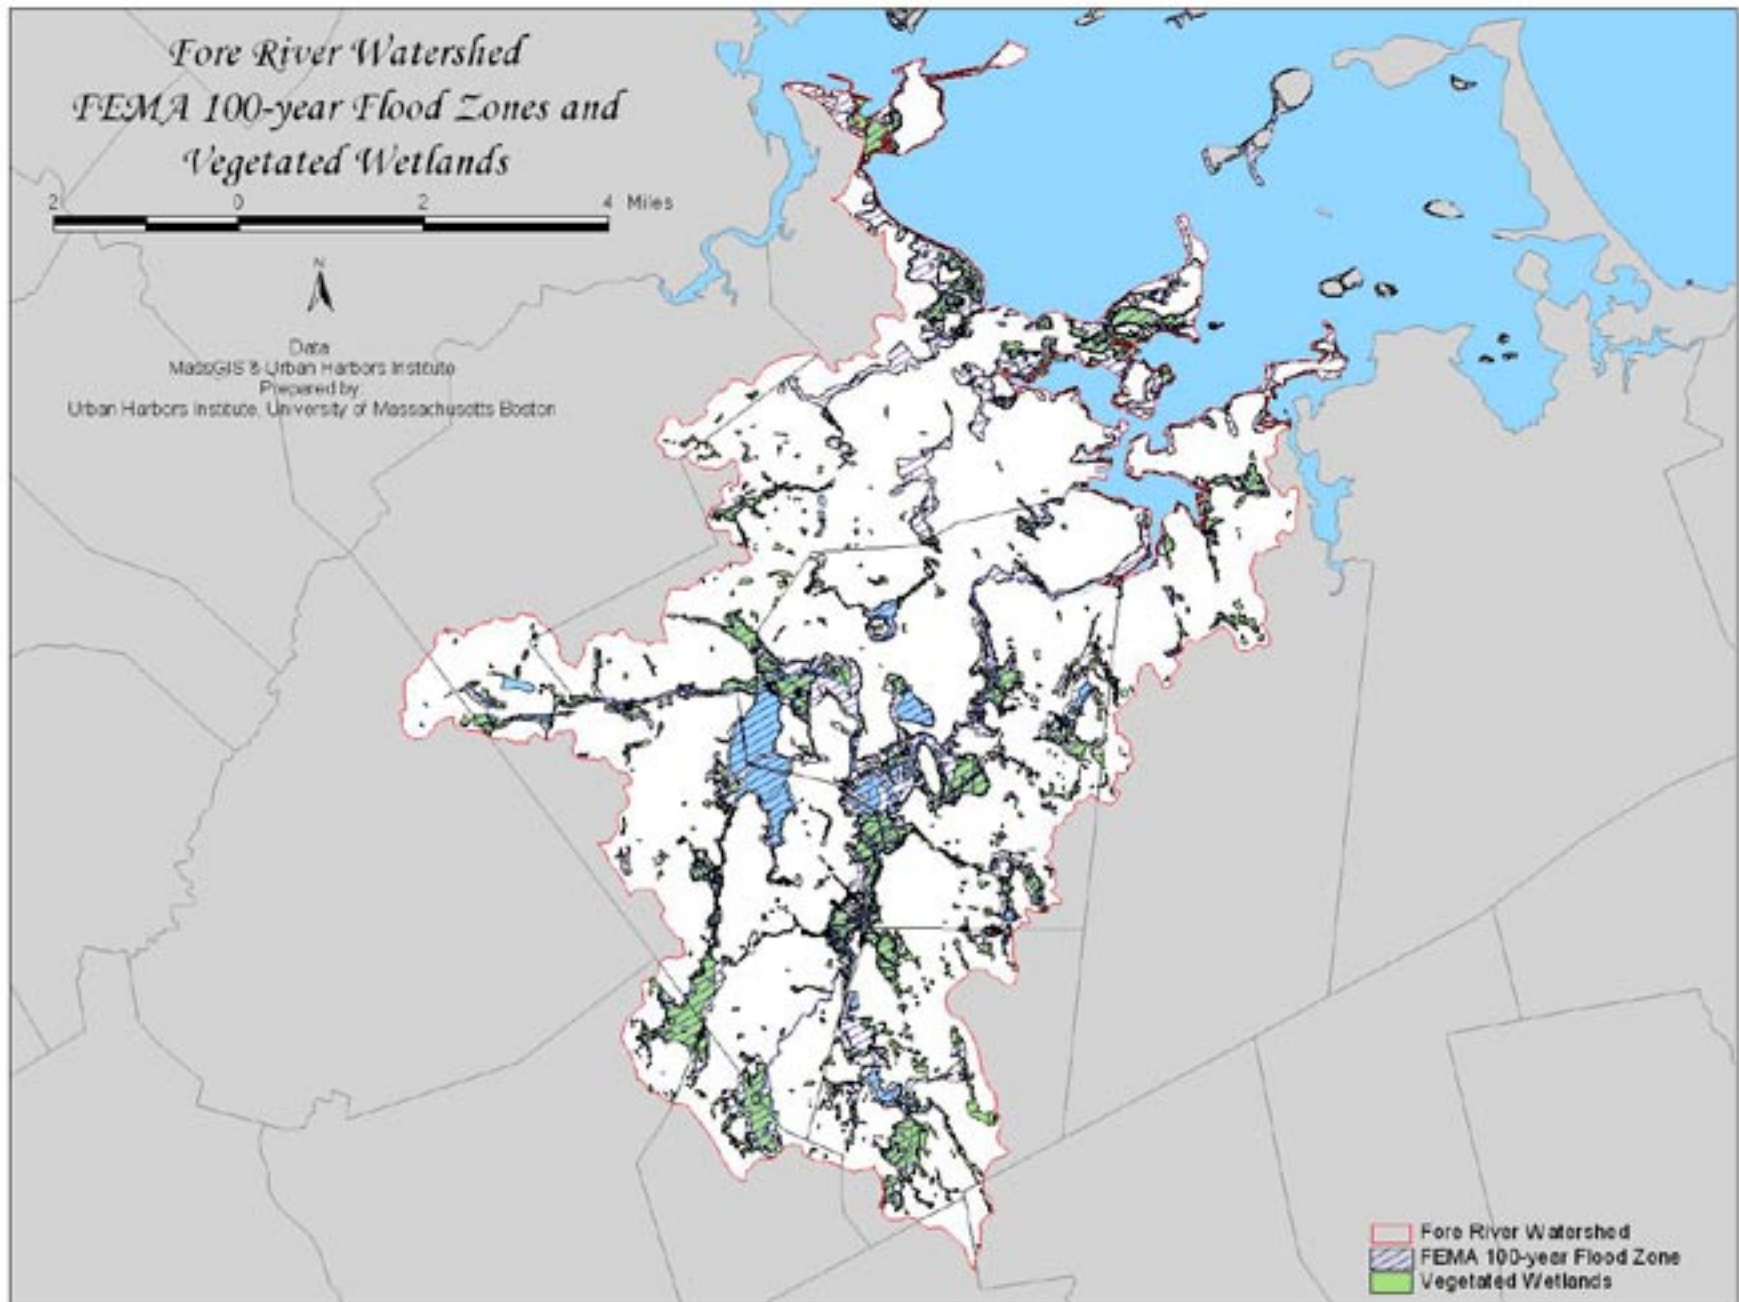 Fore River Watershed
FEMA 100-year Flood Zones and
Vegetated Wetlands
2 0 2 4 Miles
N
Data
MassGIS & Urban Harbors Institute
Prepared by
Urban Harbors Institute, University of Massachusetts Boston
Fore River Watershed
FEMA 100-year Flood Zone
Vegetated Wetlands